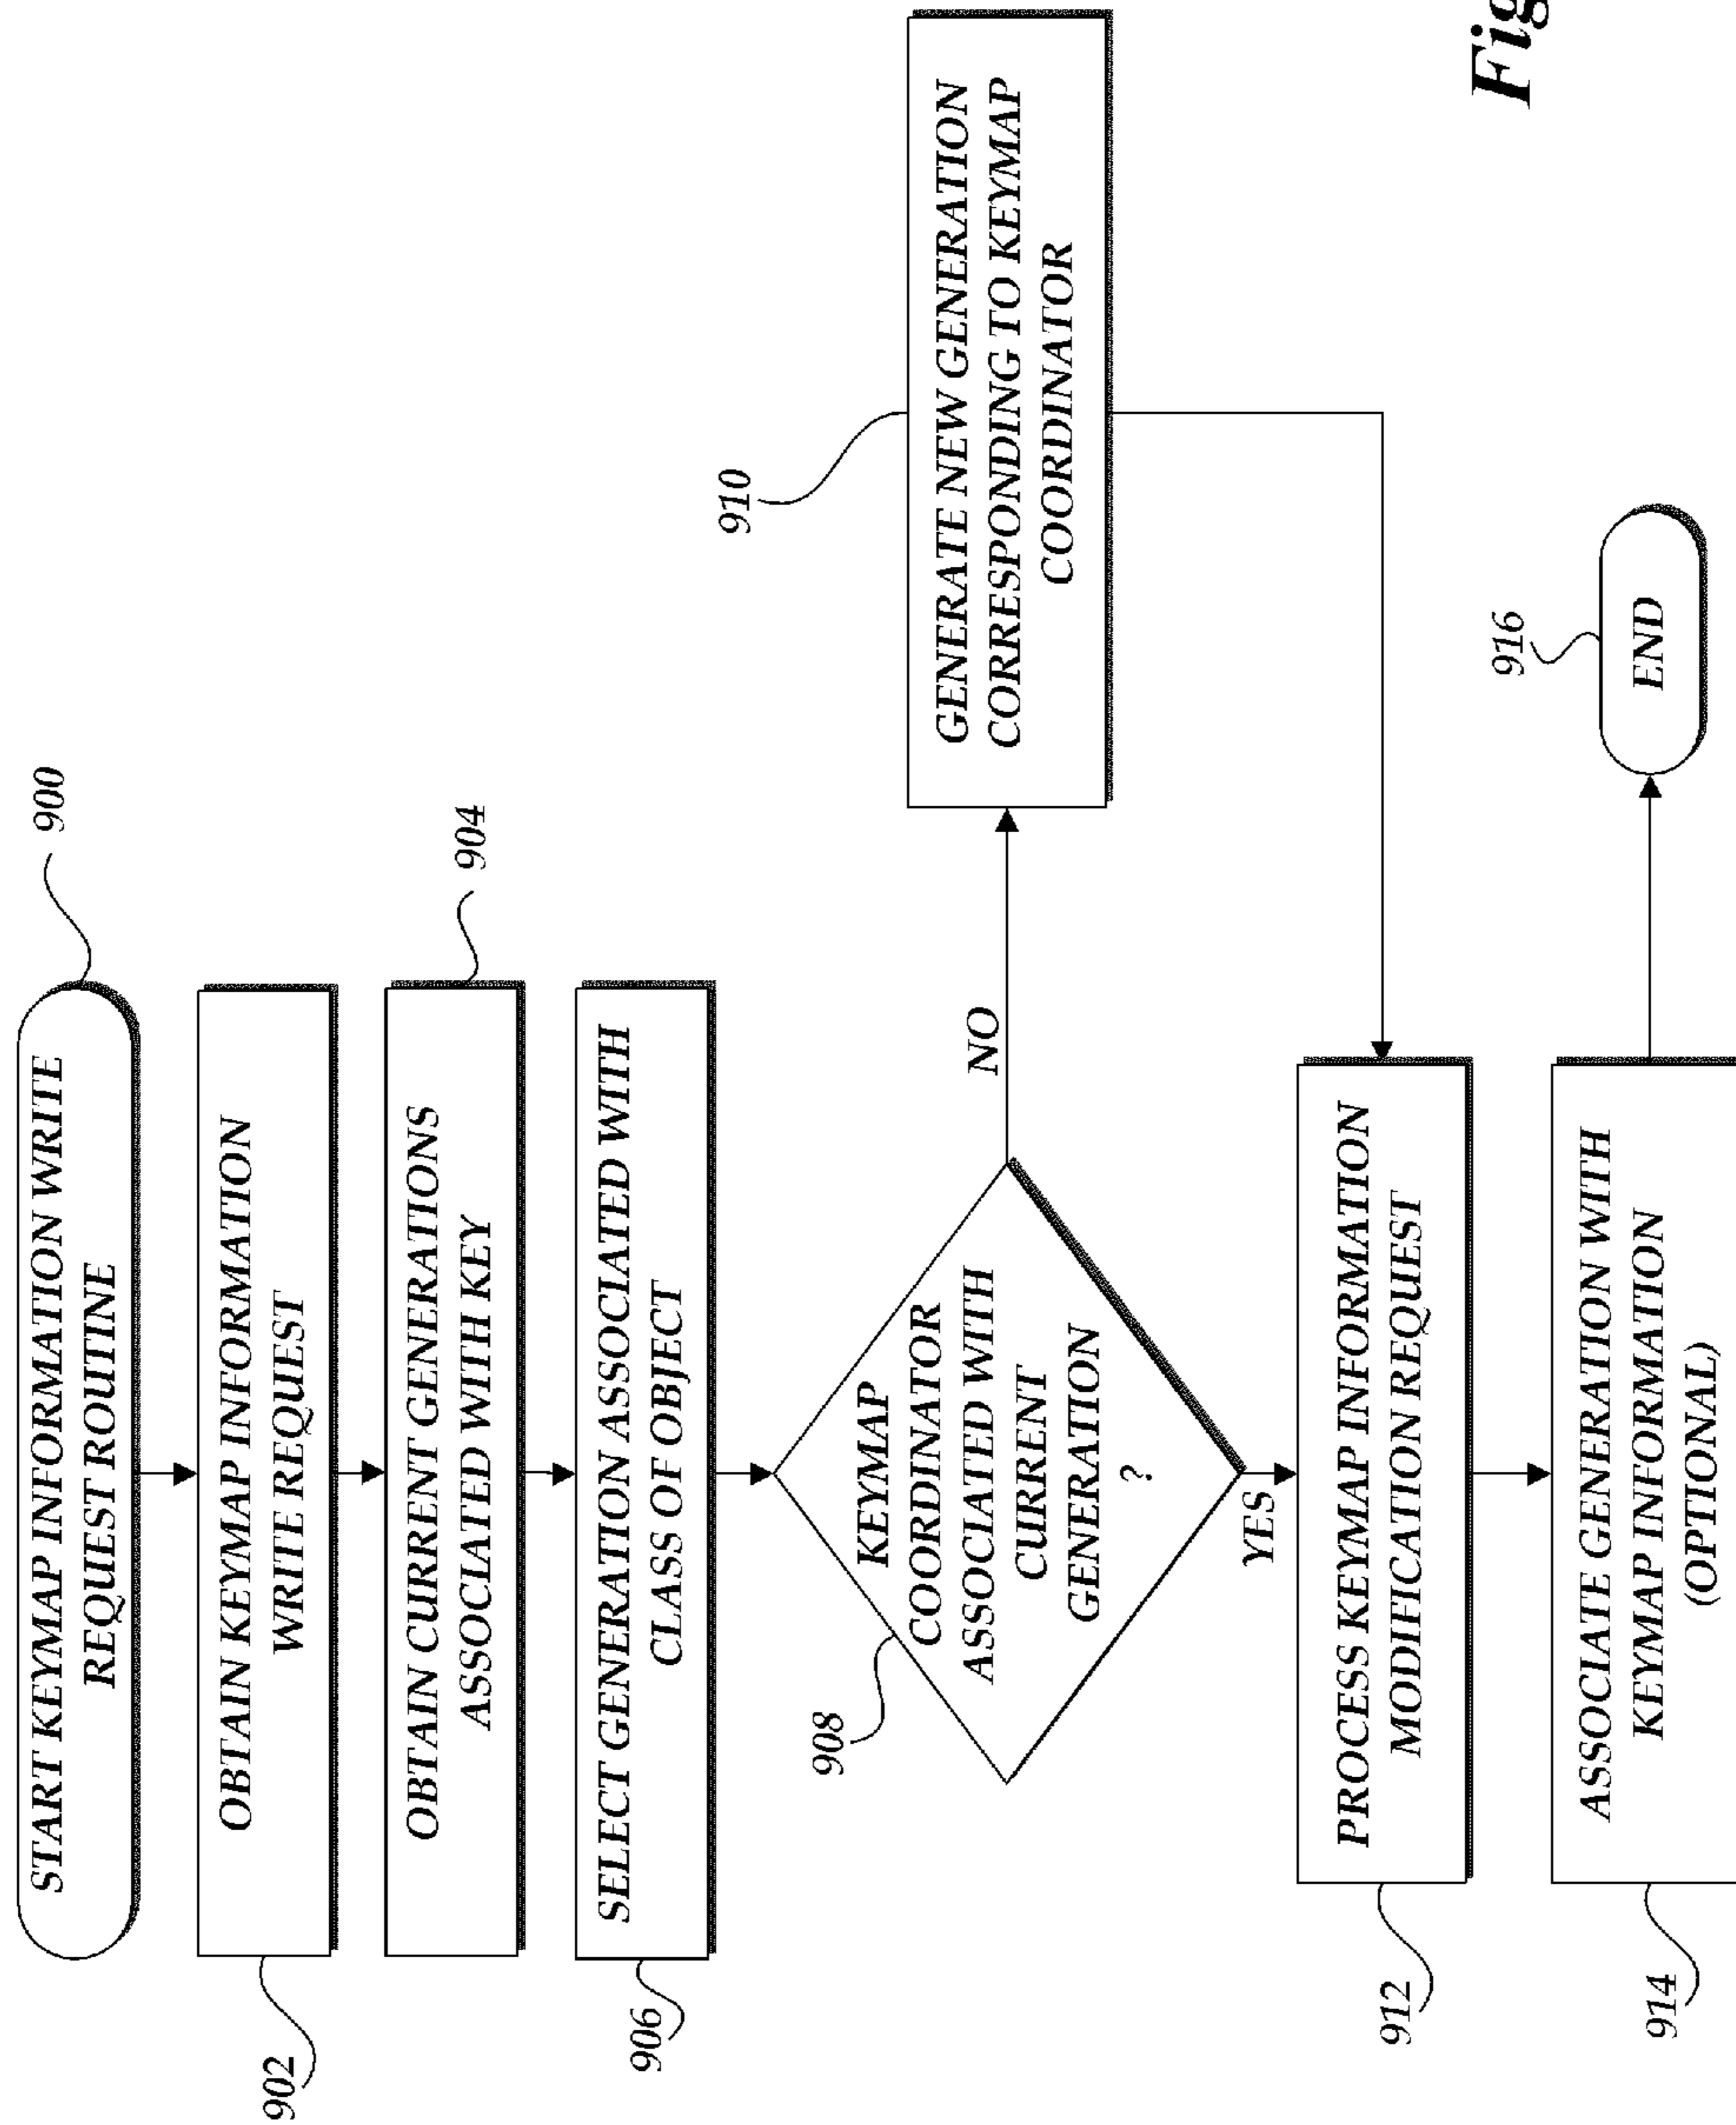 START KEYMAP INFORMATION WRITE
REQUEST ROUTINE
900
OBTAIN KEYMAP INFORMATION
WRITE REQUEST
902
OBTAIN CURRENT GENERATIONS
ASSOCIATED WITH KEY
904
SELECT GENERATION ASSOCIATED WITH
CLASS OF OBJECT
906
KEYMAP
COORDINATOR
ASSOCIATED WITH
CURRENT
GENERATION
?
908
NO
910
GENERATE NEW GENERATION
CORRESPONDING TO KEYMAP
COORDINATOR
YES
PROCESS KEYMAP INFORMATION
MODIFICATION REQUEST
912
ASSOCIATE GENERATION WITH
KEYMAP INFORMATION
(OPTIONAL)
914
916
END
Fig